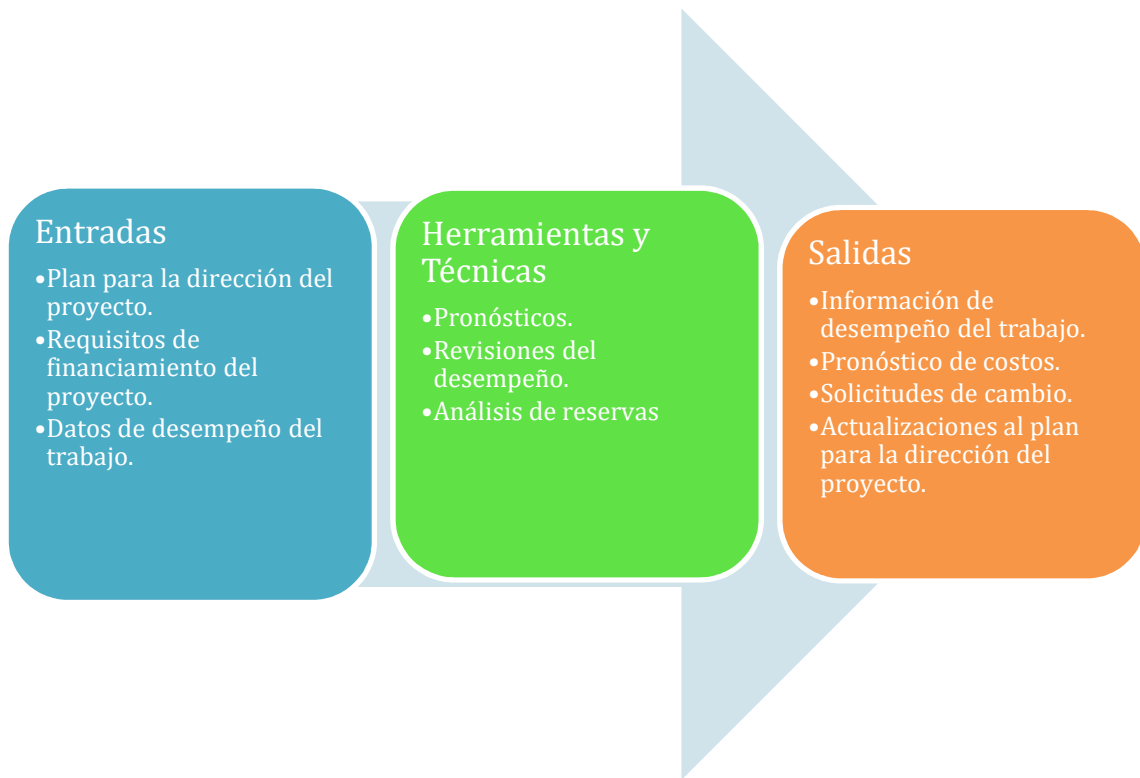 Entradas
•Plan para la dirección del
proyecto.
•Requisitos de
financiamiento del
proyecto.
•Datos de desempeño del
trabajo.
Herramientas y
Técnicas
•Pronósticos.
•Revisiones del
desempeño.
•Análisis de reservas
Salidas
•Información de
desempeño del trabajo.
•Pronóstico de costos.
•Solicitudes de cambio.
•Actualizaciones al plan
para la dirección del
proyecto.